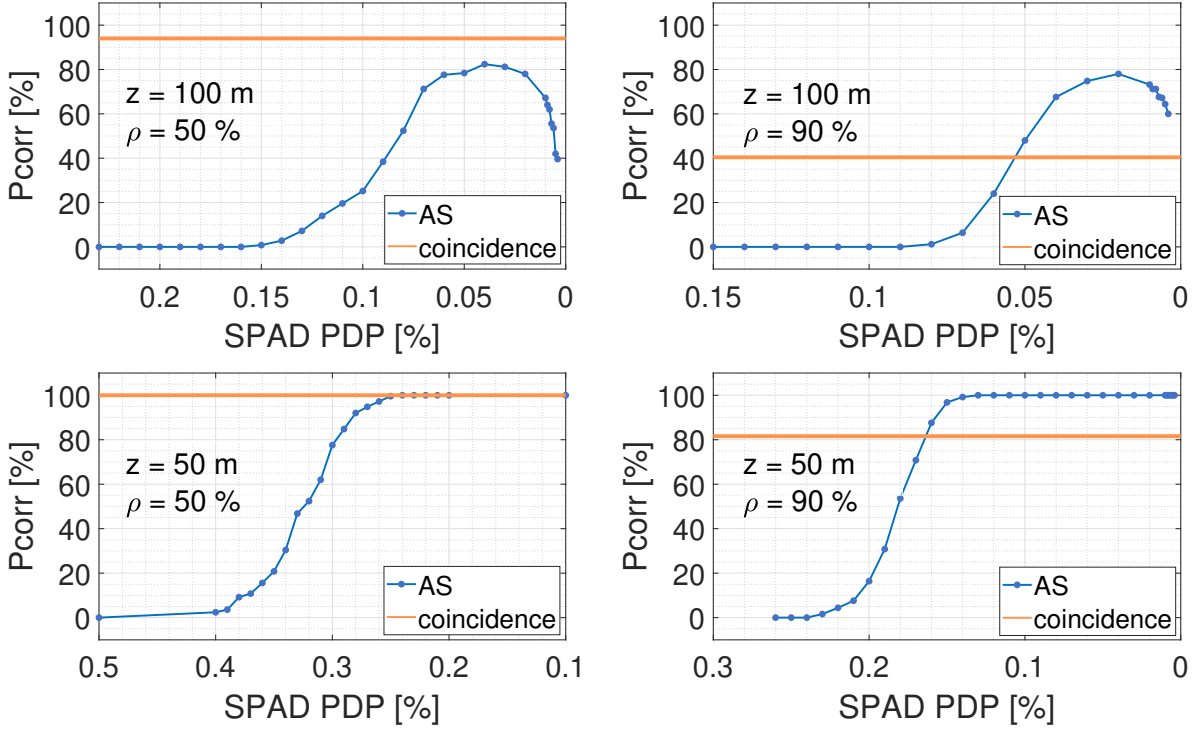 100
80
60
40
20
0
Pcorr [%]
z = 100 m
ρ = 50 %
AS
coincidence
0.2
0.15
0.1
0.05
0
SPAD PDP [%]
100
80
60
40
20
0
Pcorr [%]
z = 100 m
ρ = 90 %
AS
coincidence
0.15
0.1
0.05
0
SPAD PDP [%]
100
80
60
40
20
0
Pcorr [%]
z = 50 m
ρ = 50 %
AS
coincidence
0.5
0.4
0.3
0.2
0.1
SPAD PDP [%]
100
80
60
40
20
0
Pcorr [%]
z = 50 m
ρ = 90 %
AS
coincidence
0.3
0.2
0.1
0
SPAD PDP [%]